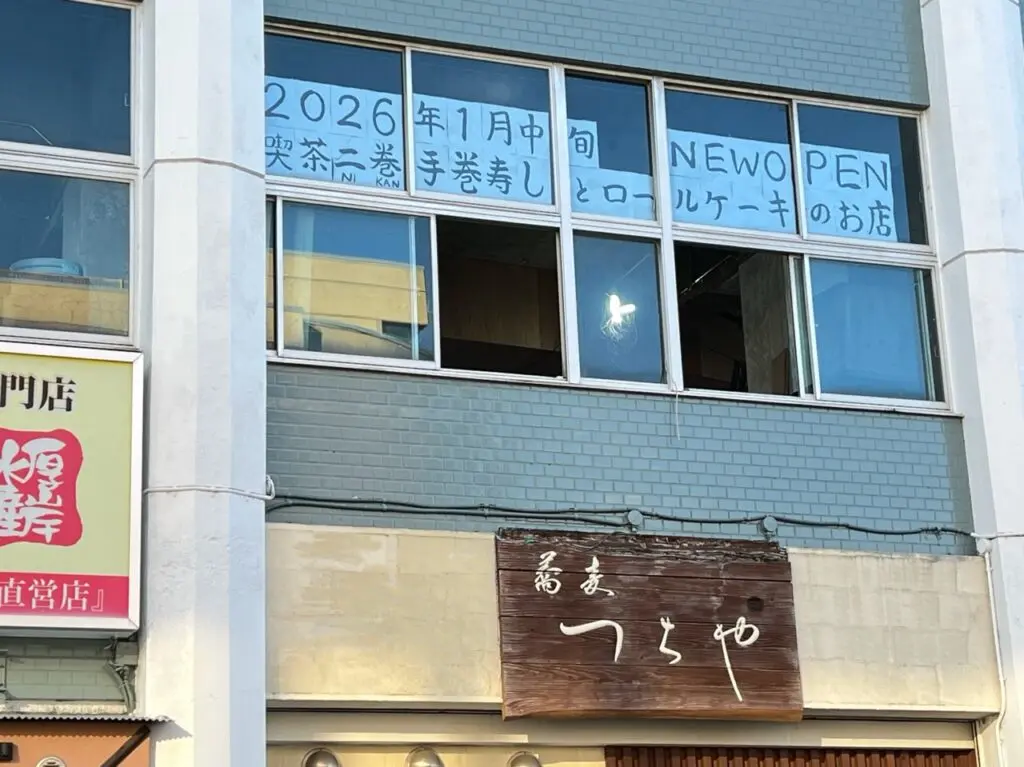 2026年1月中旬 NEWOPEN
喫茶二巻 手巻寿しとロールケーキのお店
NI KAN
門店
直営店』
蕎麦
つちや